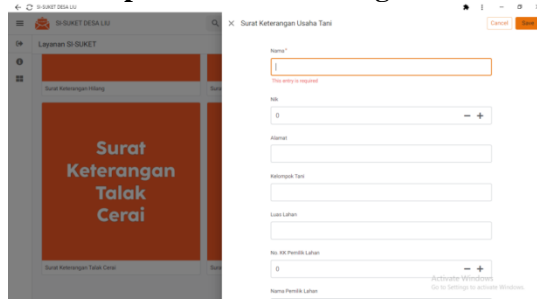 SI-SUKET DESA LIU
SI-SUKET DESA LIU
Surat Keterangan Usaha Tani
Cancel
Save
Layanan SI-SUKET
Nama*
This entry is required
Surat Keterangan Hilang
Nik
0
Alamat
Surat
Keterangan
Talak
Cerai
Kelompok Tani
Luas Lahan
No. KK Pemilik Lahan
0
Surat Keterangan Talak Cerai
Nama Pemilik Lahan
Activate Windows
Go to Settings to activate Windows.